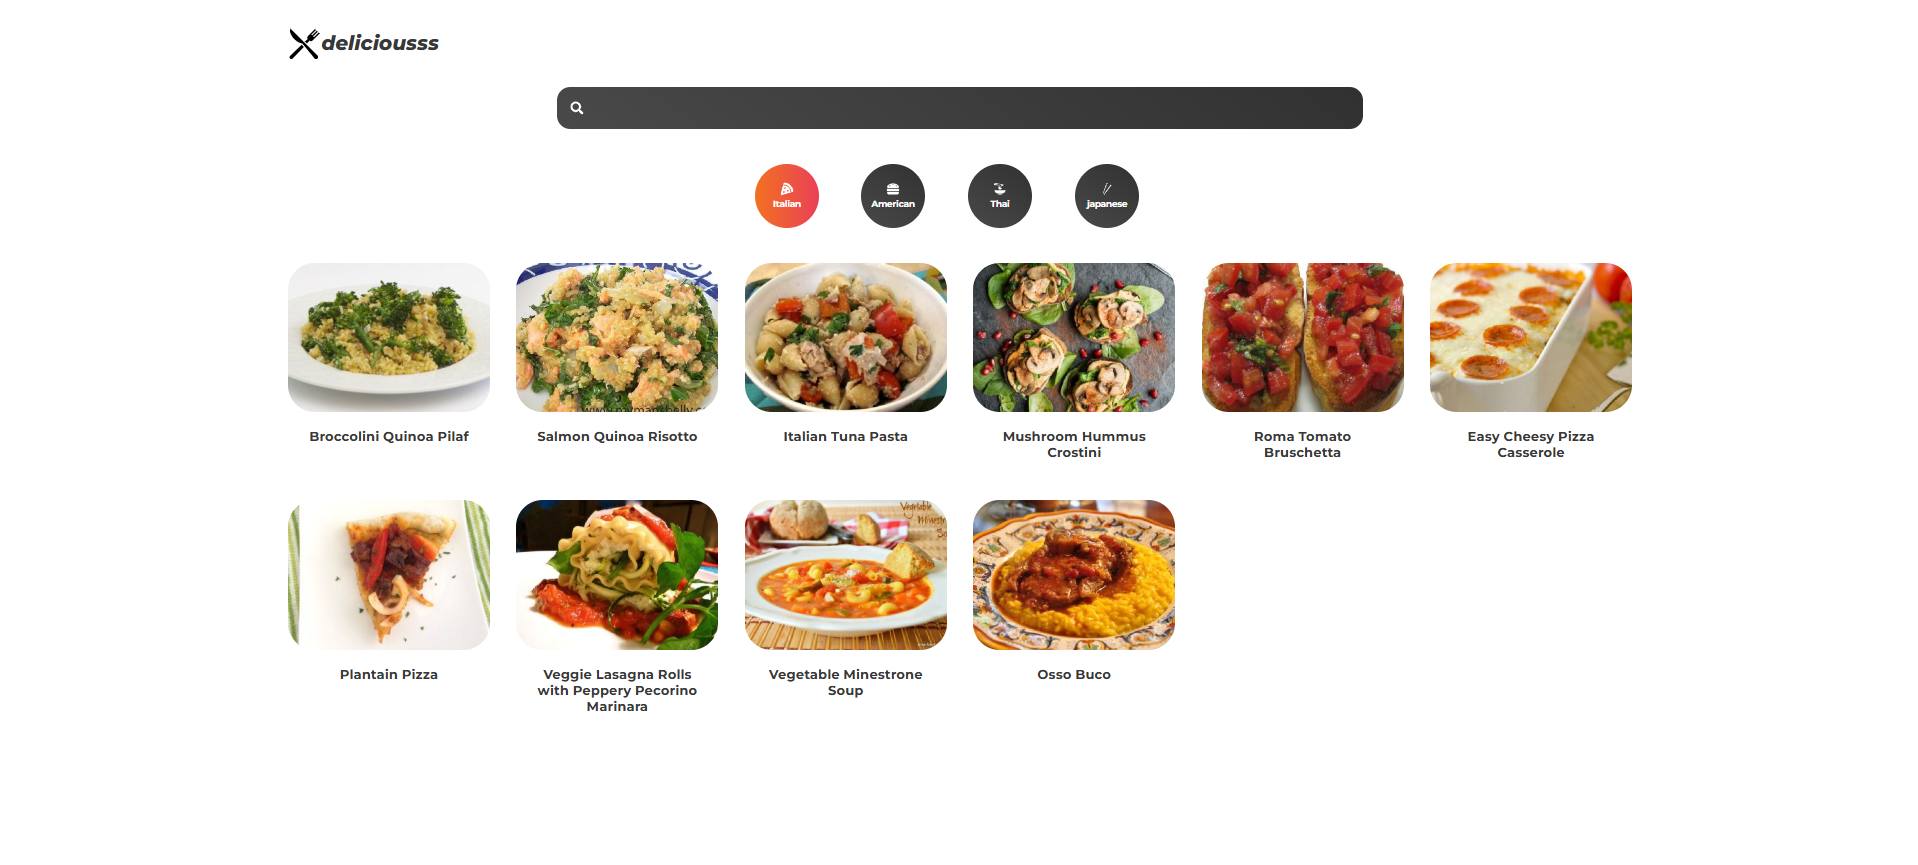 deliciousss
Italian
American
Thai
japanese
Broccolini Quinoa Pilaf
Salmon Quinoa Risotto
Italian Tuna Pasta
Mushroom Hummus
Crostini
Roma Tomato
Bruschetta
Easy Cheesy Pizza
Casserole
Vegetable
Plantain Pizza
Veggie Lasagna Rolls
with Peppery Pecorino
Marinara
Vegetable Minestrone
Soup
Osso Buco